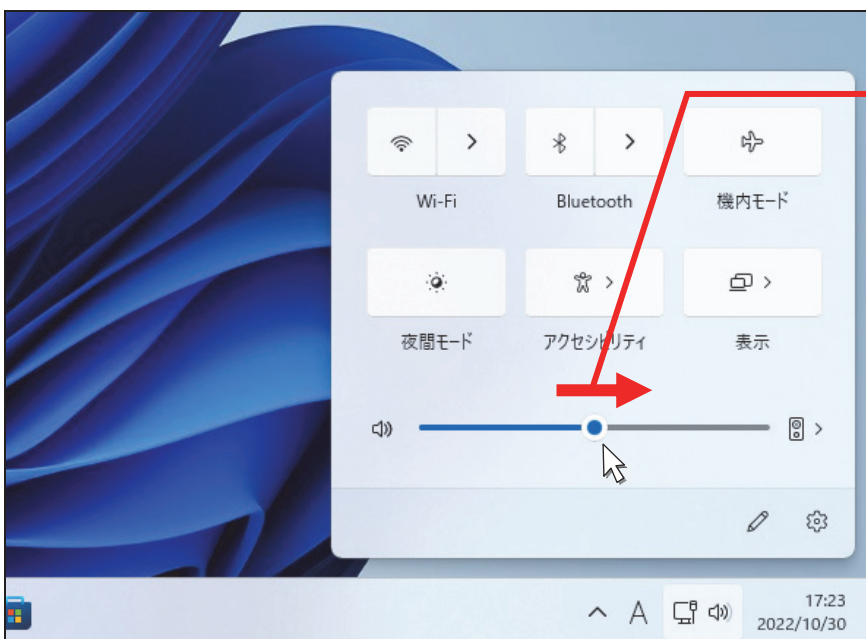 Wi-Fi
Bluetooth
機内モード
夜間モード
アクセシビリティ
表示
A
17:23
2022/10/30